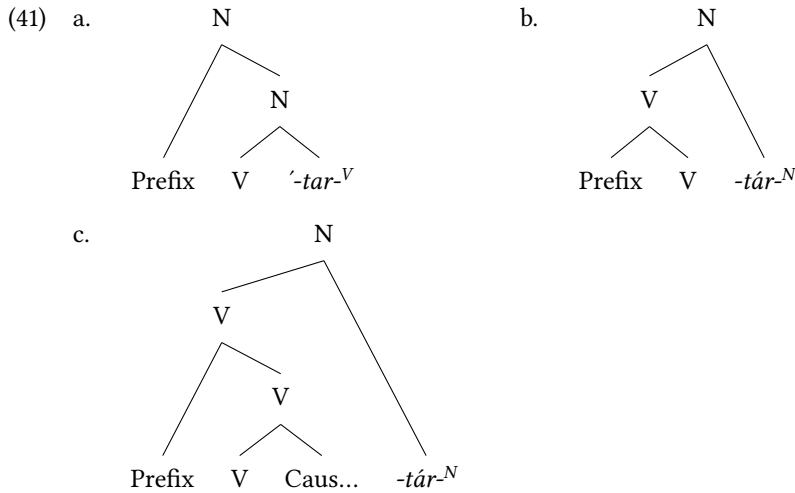 (41) a. N b. N
N V
Prefix V ´-tar-V Prefix V -tár-N
c. N
V
V
Prefix V Caus… -tár-N